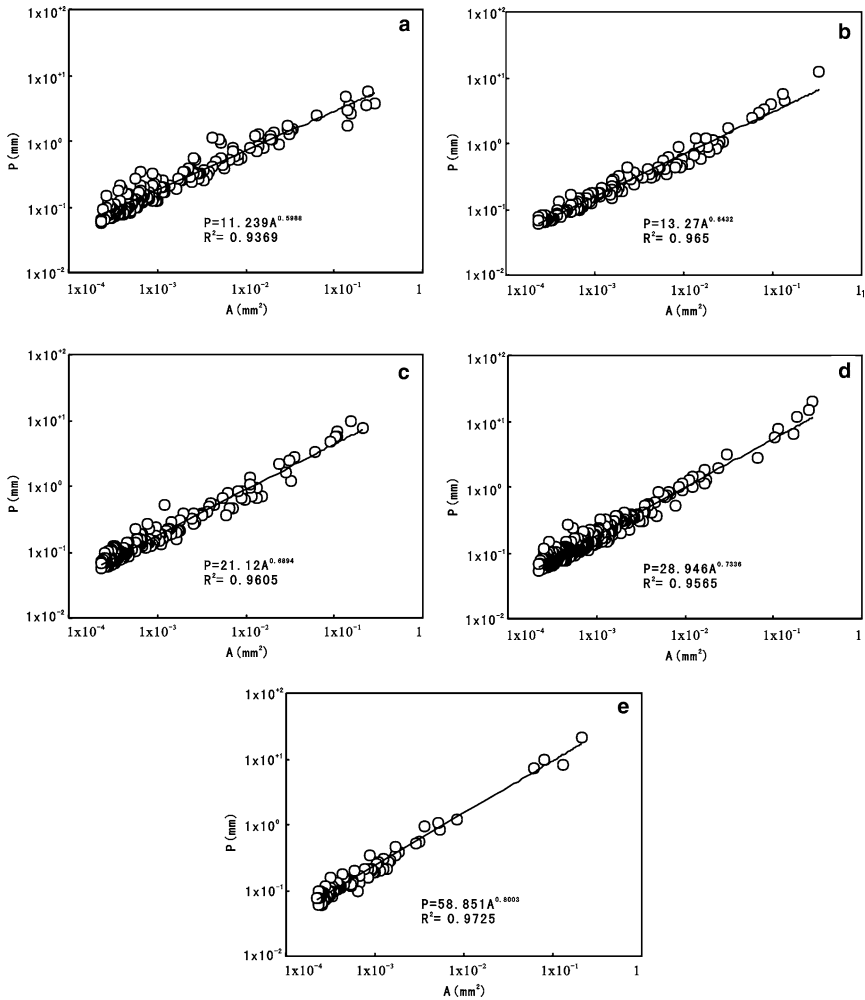 a
1x10⁺²
1x10⁺¹
1x10⁰
1x10⁻¹
1x10⁻²
P(mm)
P=11.239A⁰·⁵⁹⁸⁸
R²= 0.9369
1x10⁻⁴ 1x10⁻³ 1x10⁻² 1x10⁻¹ 1
A(mm²)
b
1x10⁺²
1x10⁺¹
1x10⁰
1x10⁻¹
1x10⁻²
P(mm)
P=13.27A⁰·⁶⁴³²
R²= 0.965
1x10⁻⁴ 1x10⁻³ 1x10⁻² 1x10⁻¹ 1
A(mm²)
c
1x10⁺²
1x10⁺¹
1x10⁰
1x10⁻¹
1x10⁻²
P(mm)
P=21.12A⁰·⁶⁸⁹⁴
R²= 0.9605
1x10⁻⁴ 1x10⁻³ 1x10⁻² 1x10⁻¹ 1
A(mm²)
d
1x10⁺²
1x10⁺¹
1x10⁰
1x10⁻¹
1x10⁻²
P(mm)
P=28.946A⁰·⁷³³⁶
R²= 0.9565
1x10⁻⁴ 1x10⁻³ 1x10⁻² 1x10⁻¹ 1
A(mm²)
e
1x10⁺²
1x10⁺¹
1x10⁰
1x10⁻¹
1x10⁻²
P(mm)
P=58.851A⁰·⁸⁰⁰³
R²= 0.9725
1x10⁻⁴ 1x10⁻³ 1x10⁻² 1x10⁻¹ 1
A(mm²)